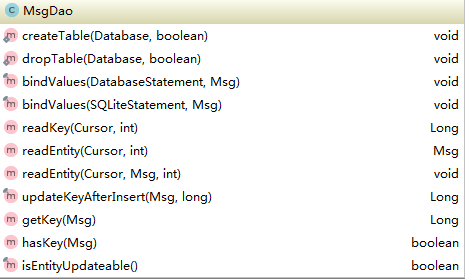 C MsgDao
m createTable(Database, boolean) void
m dropTable(Database, boolean) void
m bindValues(DatabaseStatement, Msg) void
m bindValues(SQLiteStatement, Msg) void
m readKey(Cursor, int) Long
m readEntity(Cursor, int) Msg
m readEntity(Cursor, Msg, int) void
m updateKeyAfterInsert(Msg, long) Long
m getKey(Msg) Long
m hasKey(Msg) boolean
m isEntityUpdateable() boolean